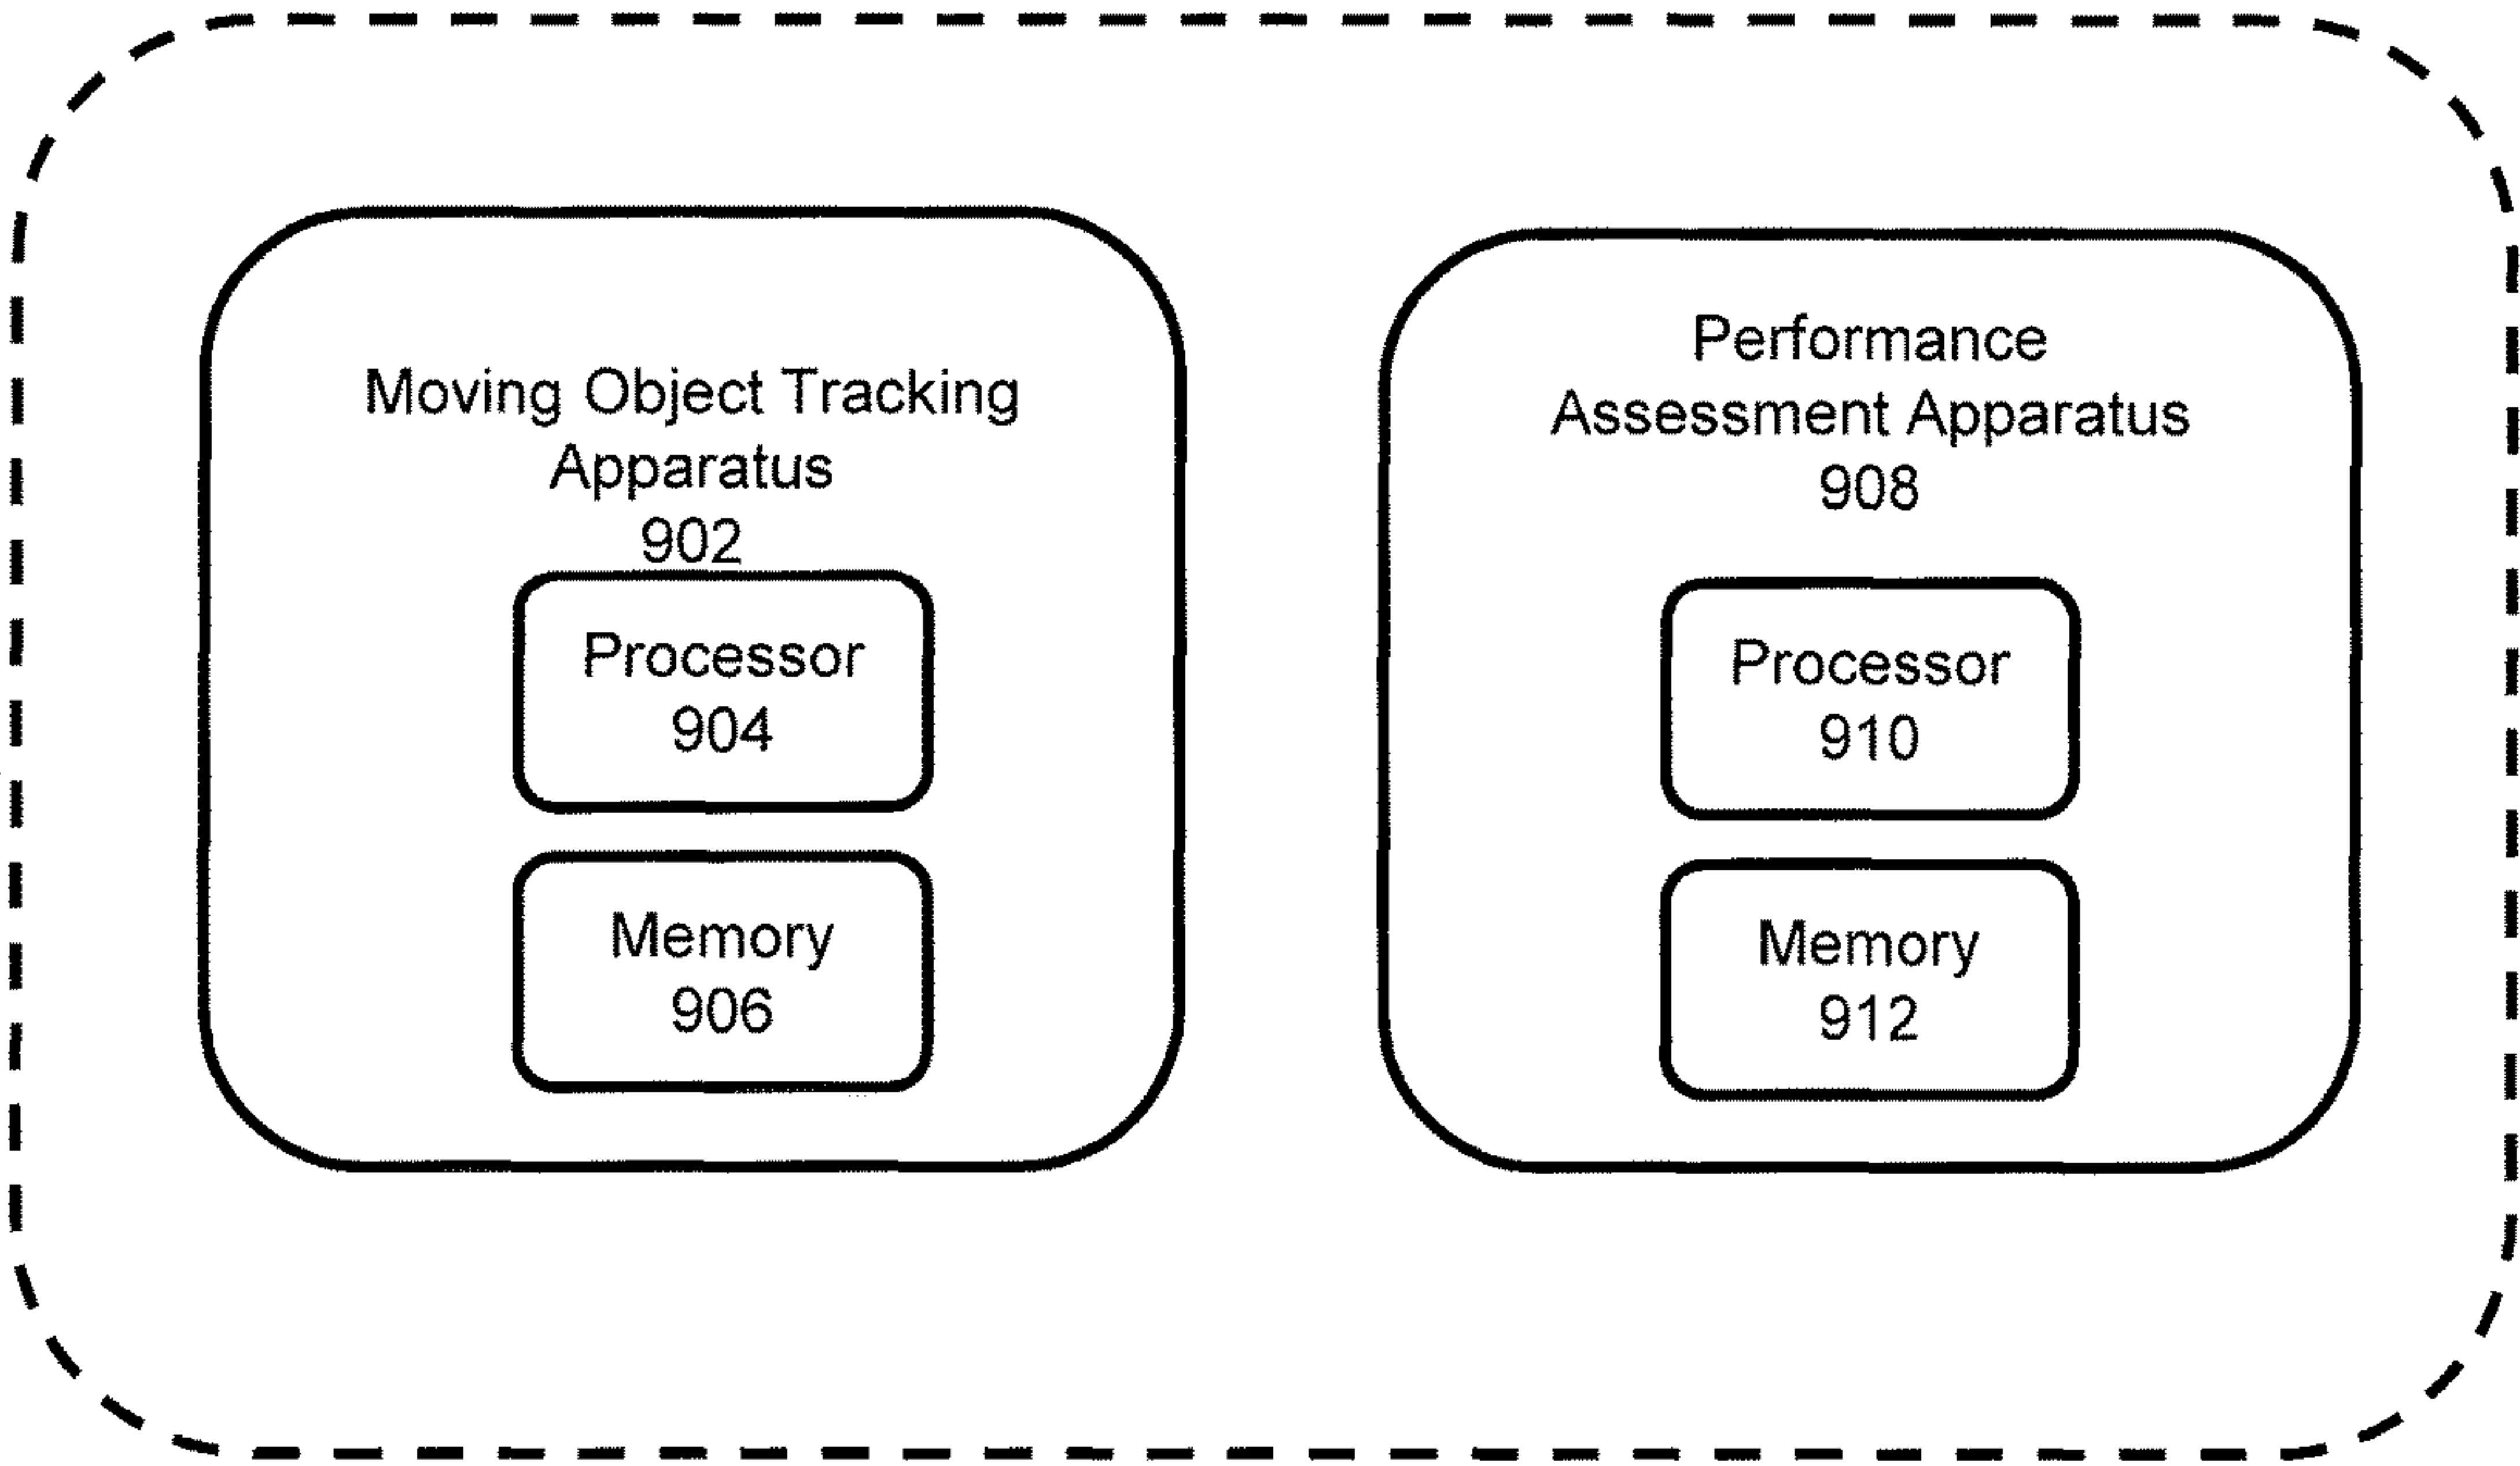 Moving Object Tracking
Apparatus
902
Processor
904
Memory
906
Performance
Assessment Apparatus
908
Processor
910
Memory
912